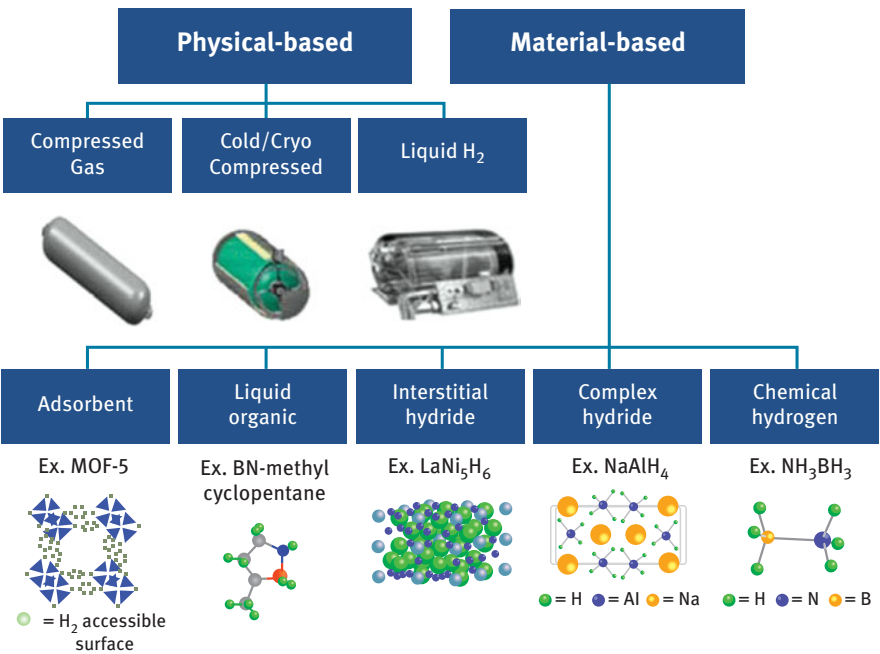 Physical-based
Material-based
Compressed
Gas
Cold/Cryo
Compressed
Liquid H₂
Adsorbent
Liquid
organic
Interstitial
hydride
Complex
hydride
Chemical
hydrogen
Ex. MOF-5
Ex. BN-methyl
cyclopentane
Ex. LaNi₅H₆
Ex. NaAlH₄
Ex. NH₃BH₃
= H₂ accessible
surface
= H = Al = Na
= H = N = B